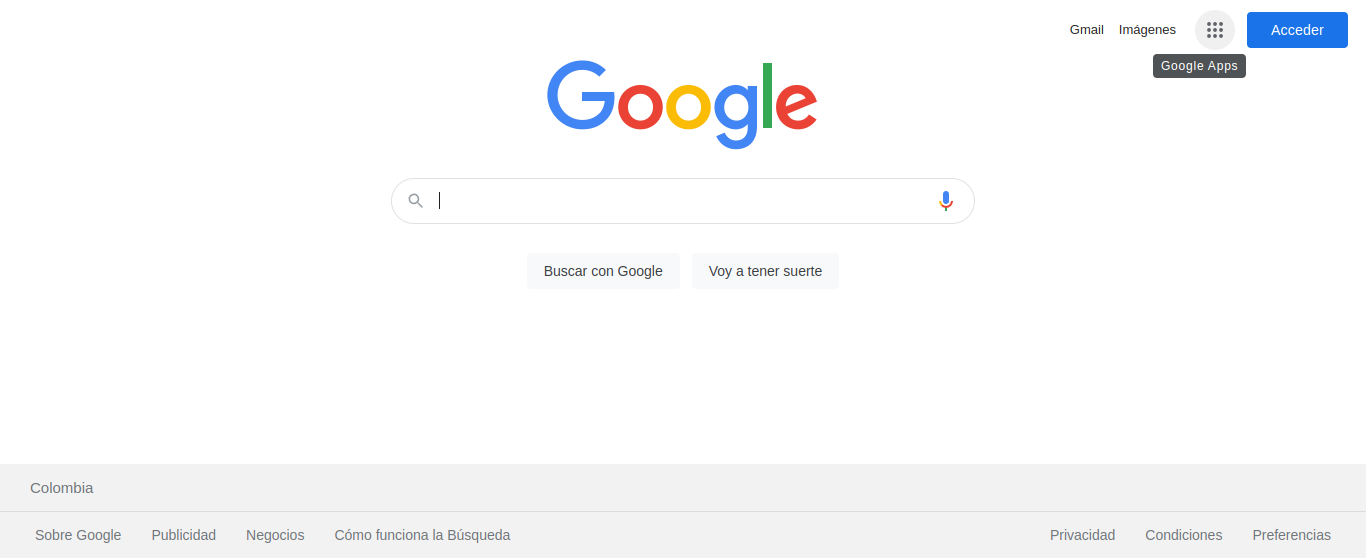 Gmail Imágenes Acceder
Google Apps
Google
Buscar con Google Voy a tener suerte
Colombia
Sobre Google Publicidad Negocios Cómo funciona la Búsqueda Privacidad Condiciones Preferencias